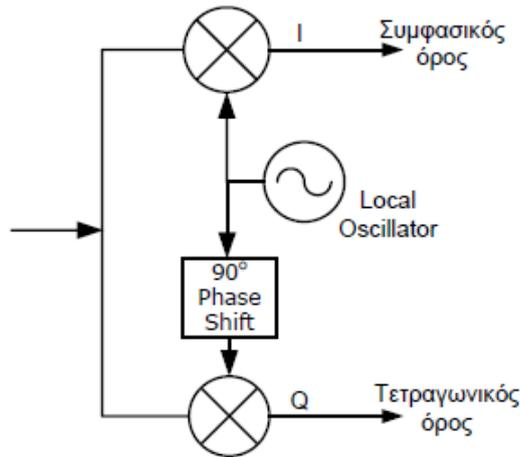 I
Συμφασικός
όρος
Local
Oscillator
90°
Phase
Shift
Q
Τετραγωνικός
όρος